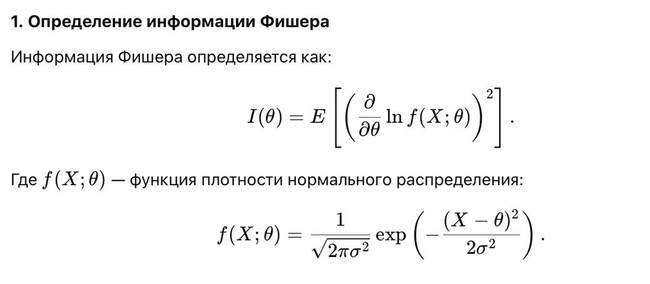 1. Определение информации Фишера
Информация Фишера определяется как:
I(θ) = E [ ( ∂/∂θ ln f(X; θ) )² ] .
Где f(X; θ) — функция плотности нормального распределения:
f(X; θ) = 1/√(2πσ²) exp ( − (X − θ)²/2σ² ) .